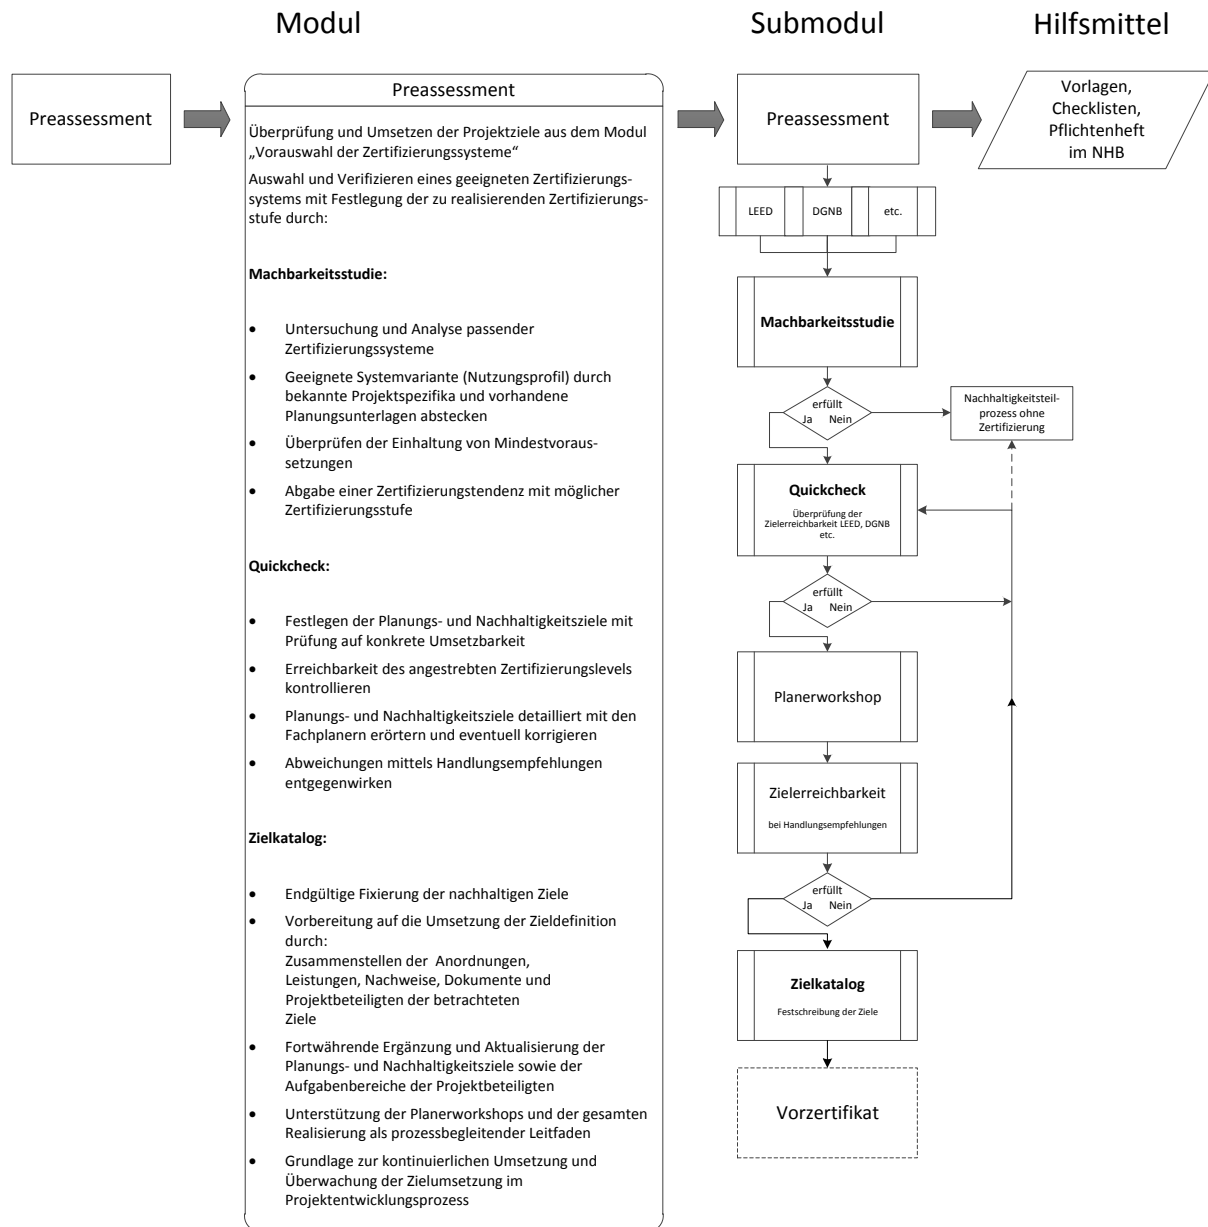 Modul
Submodul
Hilfsmittel
Preassessment
Preassessment
Überprüfung und Umsetzen der Projektziele aus dem Modul
„Vorauswahl der Zertifizierungssysteme“
Auswahl und Verifizieren eines geeigneten Zertifizierungs-
systems mit Festlegung der zu realisierenden Zertifizierungs-
stufe durch:
Machbarkeitsstudie:
• Untersuchung und Analyse passender
Zertifizierungssysteme
• Geeignete Systemvariante (Nutzungsprofil) durch
bekannte Projektspezifika und vorhandene
Planungsunterlagen abstecken
• Überprüfen der Einhaltung von Mindestvoraus-
setzungen
• Abgabe einer Zertifizierungstendenz mit möglicher
Zertifizierungsstufe
Quickcheck:
• Festlegen der Planungs- und Nachhaltigkeitsziele mit
Prüfung auf konkrete Umsetzbarkeit
• Erreichbarkeit des angestrebten Zertifizierungslevels
kontrollieren
• Planungs- und Nachhaltigkeitsziele detailliert mit den
Fachplanern erörtern und eventuell korrigieren
• Abweichungen mittels Handlungsempfehlungen
entgegenwirken
Zielkatalog:
• Endgültige Fixierung der nachhaltigen Ziele
• Vorbereitung auf die Umsetzung der Zieldefinition
durch:
Zusammenstellen der Anordnungen,
Leistungen, Nachweise, Dokumente und
Projektbeteiligten der betrachteten
Ziele
• Fortwährende Ergänzung und Aktualisierung der
Planungs- und Nachhaltigkeitsziele sowie der
Aufgabenbereiche der Projektbeteiligten
• Unterstützung der Planerworkshops und der gesamten
Realisierung als prozessbegleitender Leitfaden
• Grundlage zur kontinuierlichen Umsetzung und
Überwachung der Zielumsetzung im
Projektentwicklungsprozess
Preassessment
LEED
DGNB
etc.
Machbarkeitsstudie
erfüllt
Ja Nein
Nachhaltigkeitsteil-
prozess ohne
Zertifizierung
Quickcheck
Überprüfung der
Zielerreichbarkeit LEED, DGNB
etc.
erfüllt
Ja Nein
Planerworkshop
Zielerreichbarkeit
bei Handlungsempfehlungen
erfüllt
Ja Nein
Zielkatalog
Festschreibung der Ziele
Vorzertifikat
Vorlagen,
Checklisten,
Pflichtenheft
im NHB